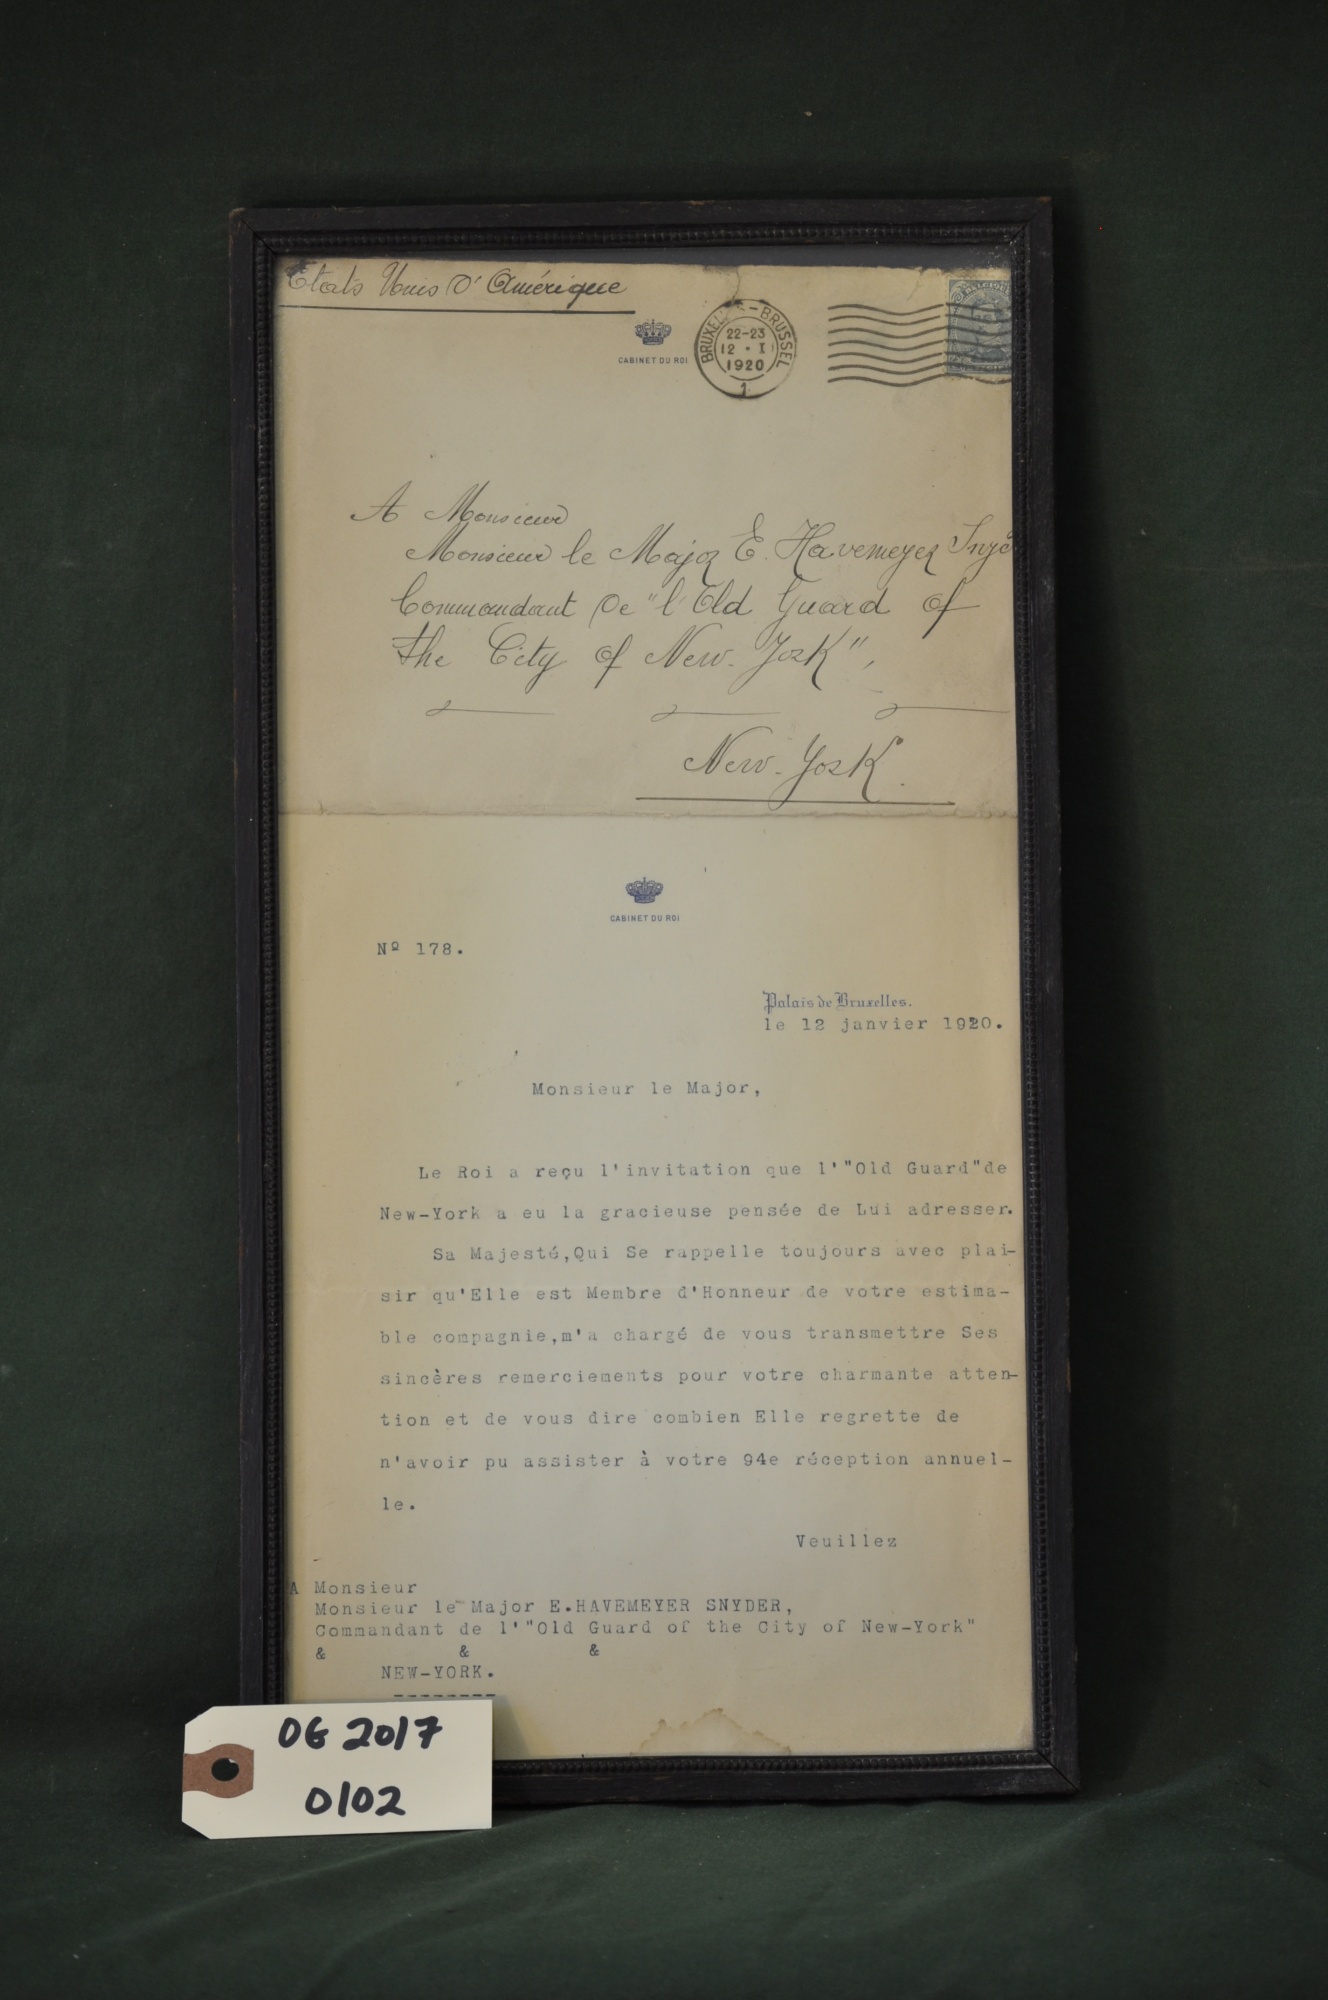 Etats Unis d'Amérique
CABINET DU ROI
BRUXEL S-BRUSSEL
22-23
12 · I
1920
1
A Monsieur
Monsieur le Major E. Havemeyer
Commandant de "l'Old Guard of
the City of New-York",
New-York.
CABINET DU ROI
Nº 178.
Palais de Bruxelles.
le 12 janvier 1920.
Monsieur le Major,
Le Roi a reçu l'invitation que l'"Old Guard"de
New-York a eu la gracieuse pensée de Lui adresser.
Sa Majesté,Qui Se rappelle toujours avec plai-
sir qu'Elle est Membre d'Honneur de votre estima-
ble compagnie,m'a chargé de vous transmettre Ses
sincères remerciements pour votre charmante atten-
tion et de vous dire combien Elle regrette de
n'avoir pu assister à votre 94e réception annuel-
le.
Veuillez
A Monsieur
Monsieur le Major E.HAVEMEYER SNYDER,
Commandant de l'"Old Guard of the City of New-York"
& & &
NEW-YORK.
OG 2017
0102